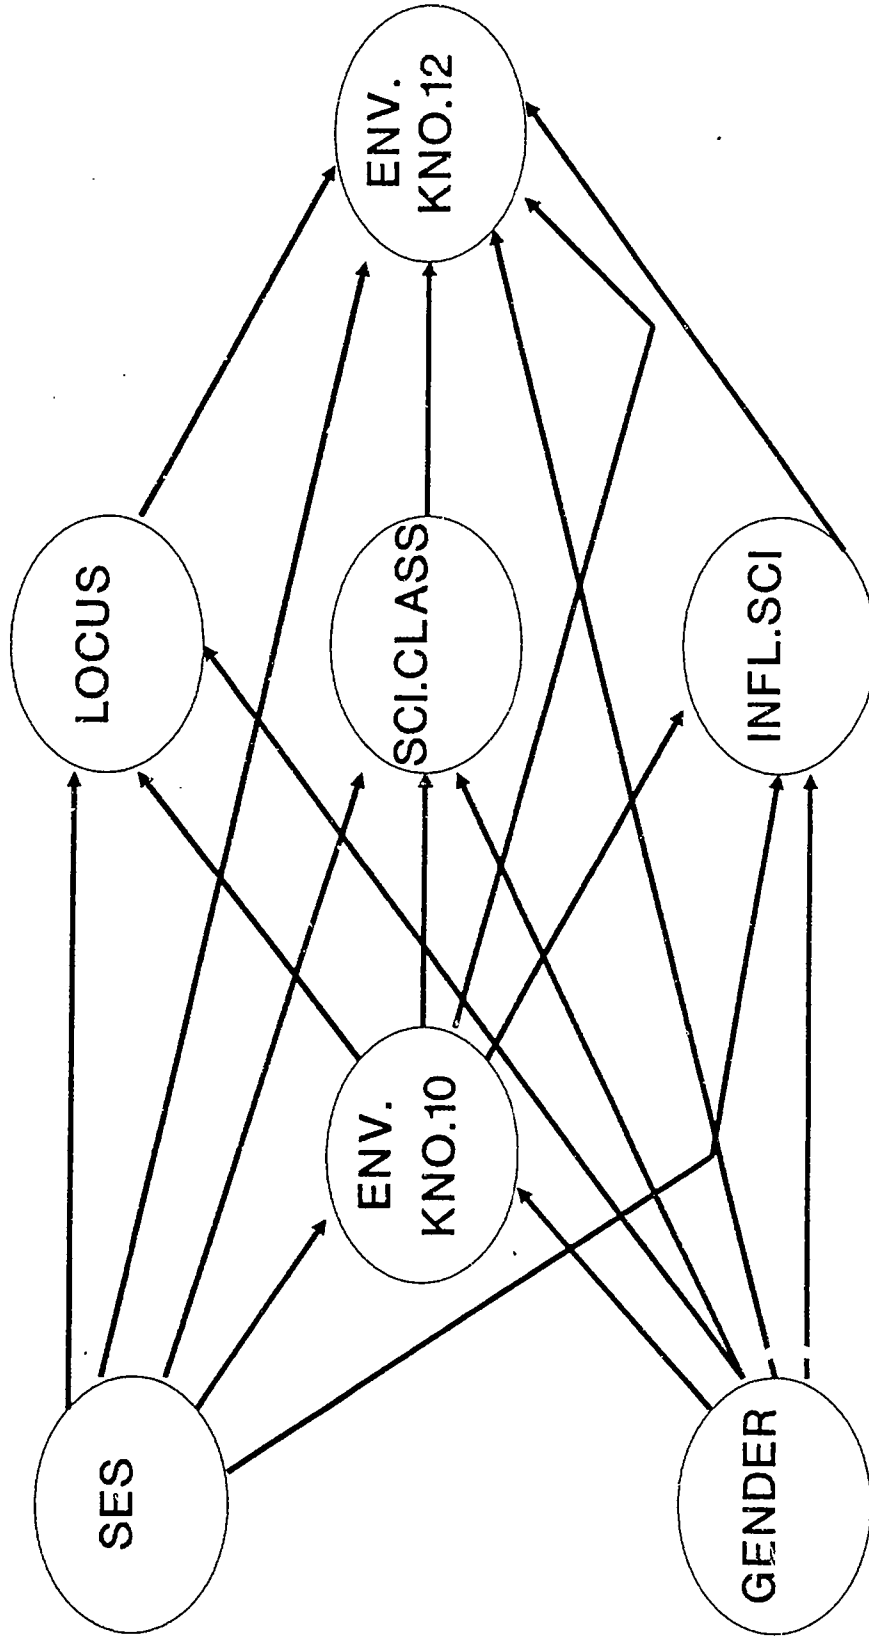 SES
GENDER
ENV.
KNO.10
LOCUS
SCI.CLASS
INFL.SCI
ENV.
KNO.12